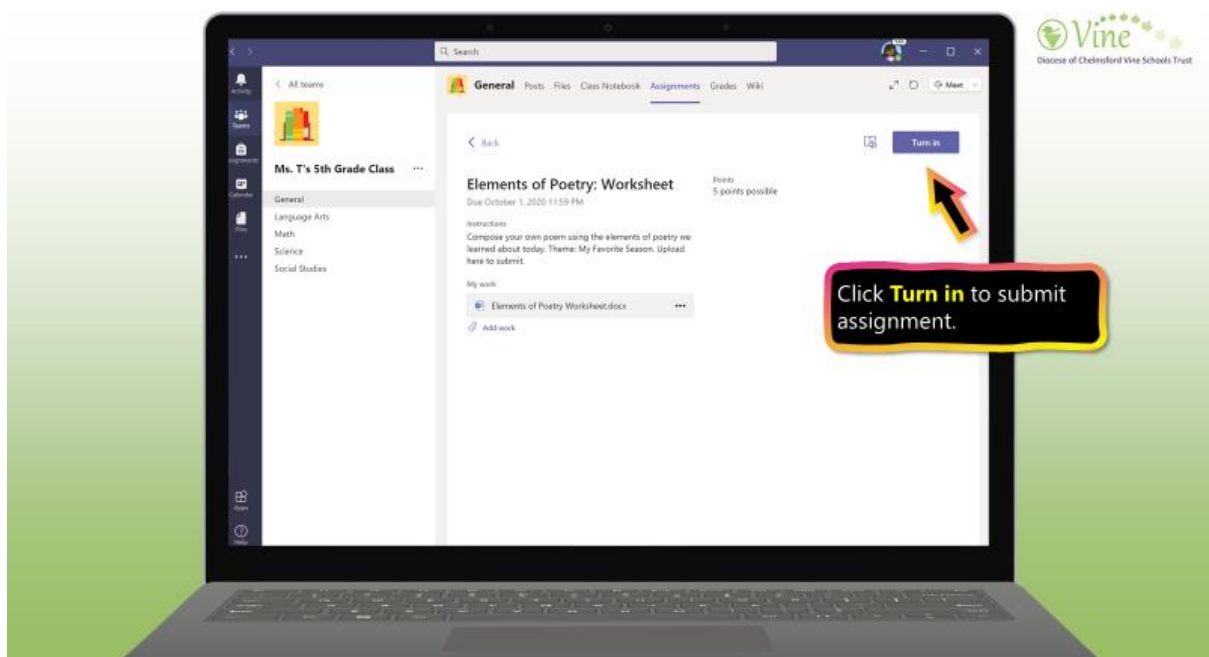 Vine
Diocese of Chelmsford Vine Schools Trust
Search
Activity
Teams
Assignments
Calendar
Files
Apps
Help
All teams
Ms. T's 5th Grade Class
General
Language Arts
Math
Science
Social Studies
General Posts Files Class Notebook Assignments Grades Wiki
Meet
Back
Turn in
Elements of Poetry: Worksheet
Due October 1, 2020 11:59 PM
Points
5 points possible
Instructions
Compose your own poem using the elements of poetry we
learned about today. Theme: My Favorite Season. Upload
here to submit.
My work
Elements of Poetry Worksheet.docx
Add work
Click Turn in to submit
assignment.